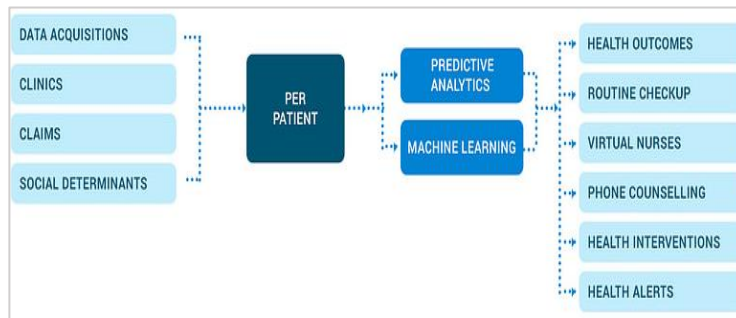 DATA ACQUISITIONS
CLINICS
CLAIMS
SOCIAL DETERMINANTS
PER
PATIENT
PREDICTIVE
ANALYTICS
MACHINE LEARNING
HEALTH OUTCOMES
ROUTINE CHECKUP
VIRTUAL NURSES
PHONE COUNSELLING
HEALTH INTERVENTIONS
HEALTH ALERTS